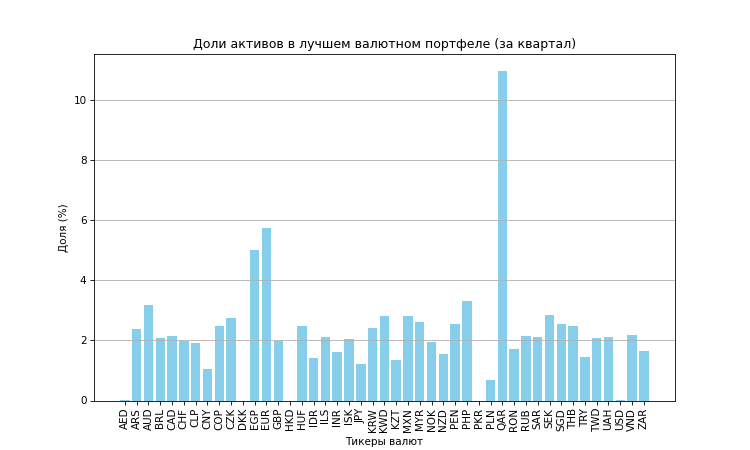 Доли активов в лучшем валютном портфеле (за квартал)
Доля (%)
10
8
6
4
2
0
AED ARS AUD BRL CAD CHF CLP CNY COP CZK DKK EGP EUR GBP HKD HUF IDR ILS INR ISK JPY KRW KWD KZT MXN MYR NOK NZD PEN PHP PKR PLN QAR RON RUB SAR SEK SGD THB TRY TWD UAH USD VND ZAR
Тикеры валют